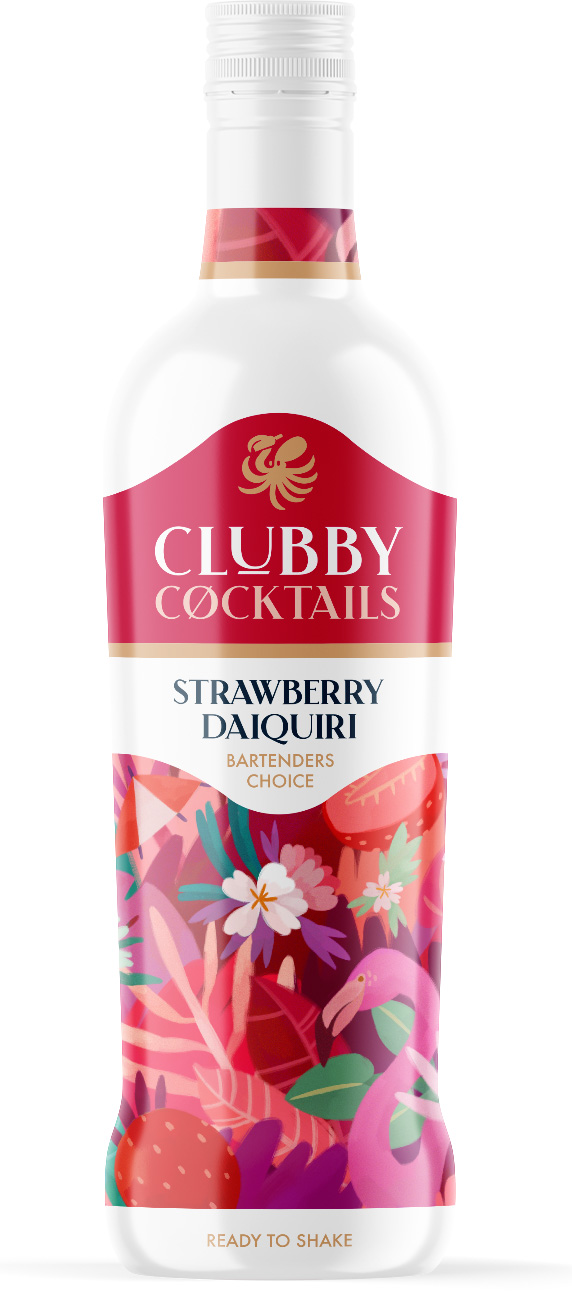 CLUBBY
CØCKTAILS
STRAWBERRY
DAIQUIRI
BARTENDERS
CHOICE
READY TO SHAKE